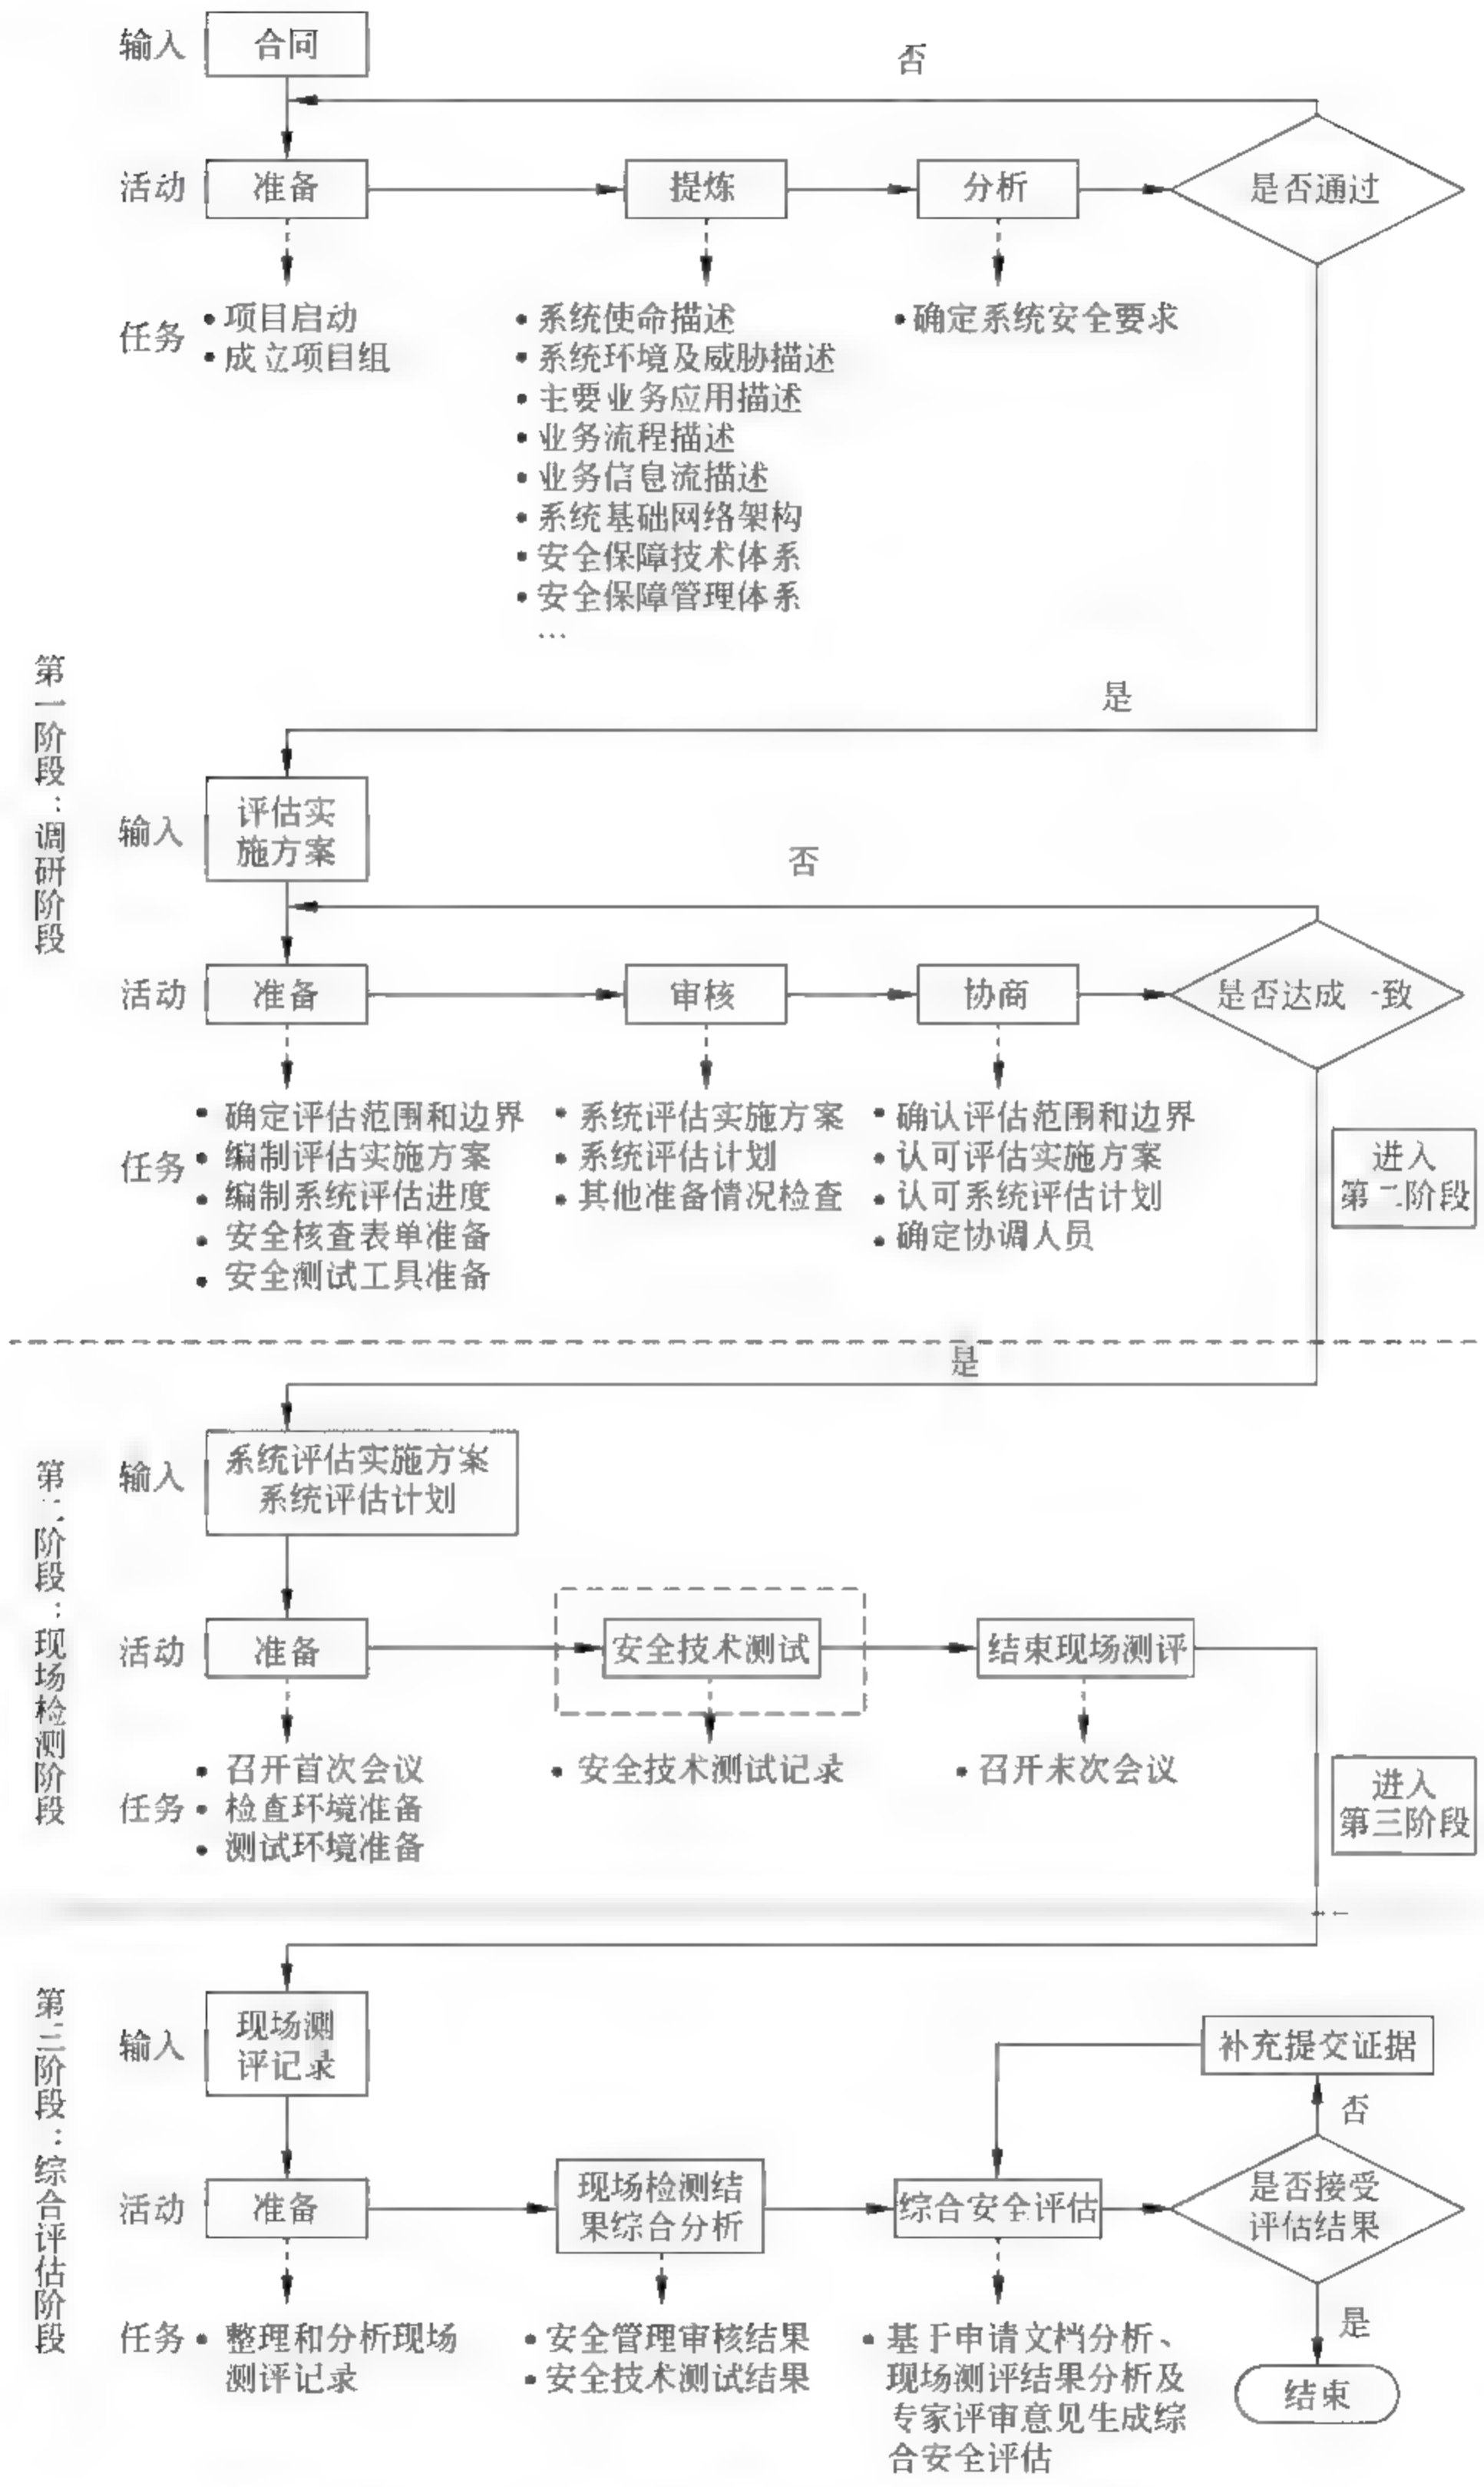 输入
合同
否
活动
准备
提炼
分析
是否通过
任务
• 项目启动
• 成立项目组
• 系统使命描述
• 系统环境及威胁描述
• 主要业务应用描述
• 业务流程描述
• 业务信息流描述
• 系统基础网络架构
• 安全保障技术体系
• 安全保障管理体系
…
• 确定系统安全要求
第一阶段：调研阶段
是
输入
评估实
施方案
否
活动
准备
审核
协商
是否达成一致
任务
• 确定评估范围和边界
• 编制评估实施方案
• 编制系统评估进度
• 安全核查表单准备
• 安全测试工具准备
• 系统评估实施方案
• 系统评估计划
• 其他准备情况检查
• 确认评估范围和边界
• 认可评估实施方案
• 认可系统评估计划
• 确定协调人员
进入
第二阶段
是
第二阶段：现场检测阶段
输入
系统评估实施方案
系统评估计划
活动
准备
安全技术测试
结束现场测评
任务
• 召开首次会议
• 检查环境准备
• 测试环境准备
• 安全技术测试记录
• 召开末次会议
进入
第三阶段
第三阶段：综合评估阶段
输入
现场测
评记录
补充提交证据
否
活动
准备
现场检测结
果综合分析
综合安全评估
是否接受
评估结果
任务
• 整理和分析现场
测评记录
• 安全管理审核结果
• 安全技术测试结果
• 基于申请文档分析、
现场测评结果分析及
专家评审意见生成综
合安全评估
是
结束